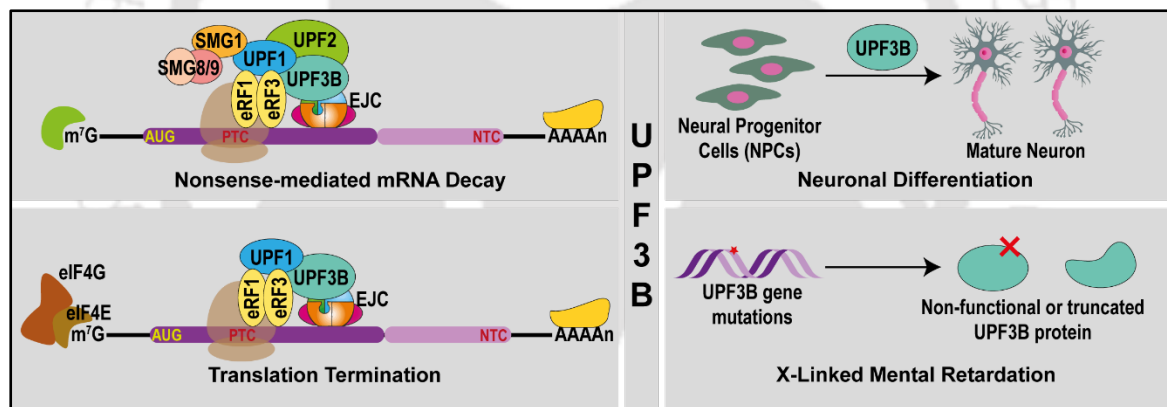 SMG1
UPF2
UPF1
SMG8/9
UPF3B
eRF1
eRF3
EJC
m⁷G
AUG
PTC
NTC
AAAAn
Nonsense-mediated mRNA Decay
eIF4G
UPF1
UPF3B
eRF1
eRF3
EJC
eIF4E
m⁷G
AUG
PTC
NTC
AAAAn
Translation Termination
UPF3B
UPF3B
Neural Progenitor
Cells (NPCs)
Mature Neuron
Neuronal Differentiation
UPF3B gene
mutations
Non-functional or truncated
UPF3B protein
X-Linked Mental Retardation